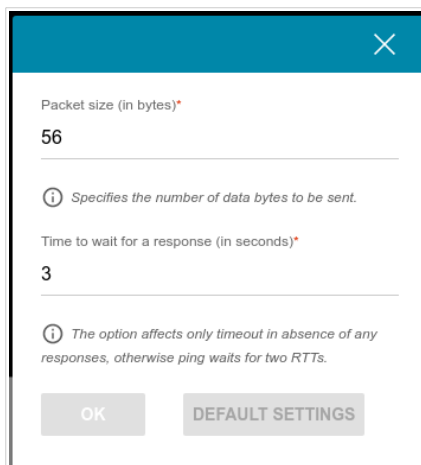 Packet size (in bytes)*
56
Specifies the number of data bytes to be sent.
Time to wait for a response (in seconds)*
3
The option affects only timeout in absence of any
responses, otherwise ping waits for two RTTs.
OK DEFAULT SETTINGS